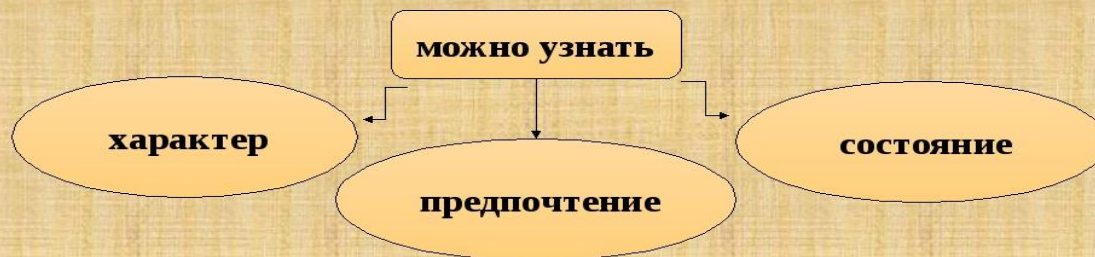 можно узнать
характер
состояние
предпочтение